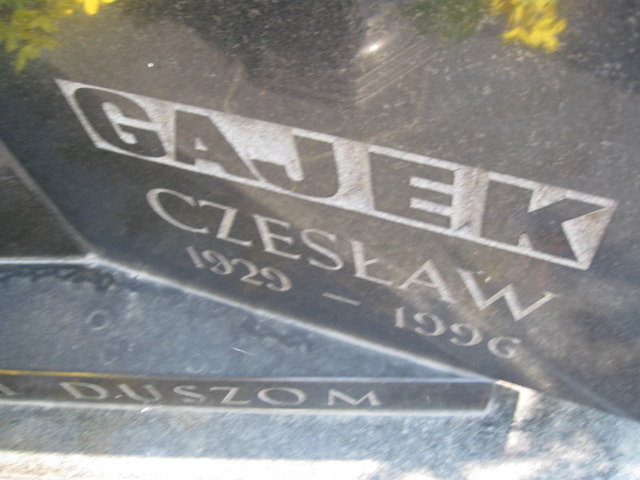 GAJEK
CZESŁAW
1929 – 1996
DUSZOM